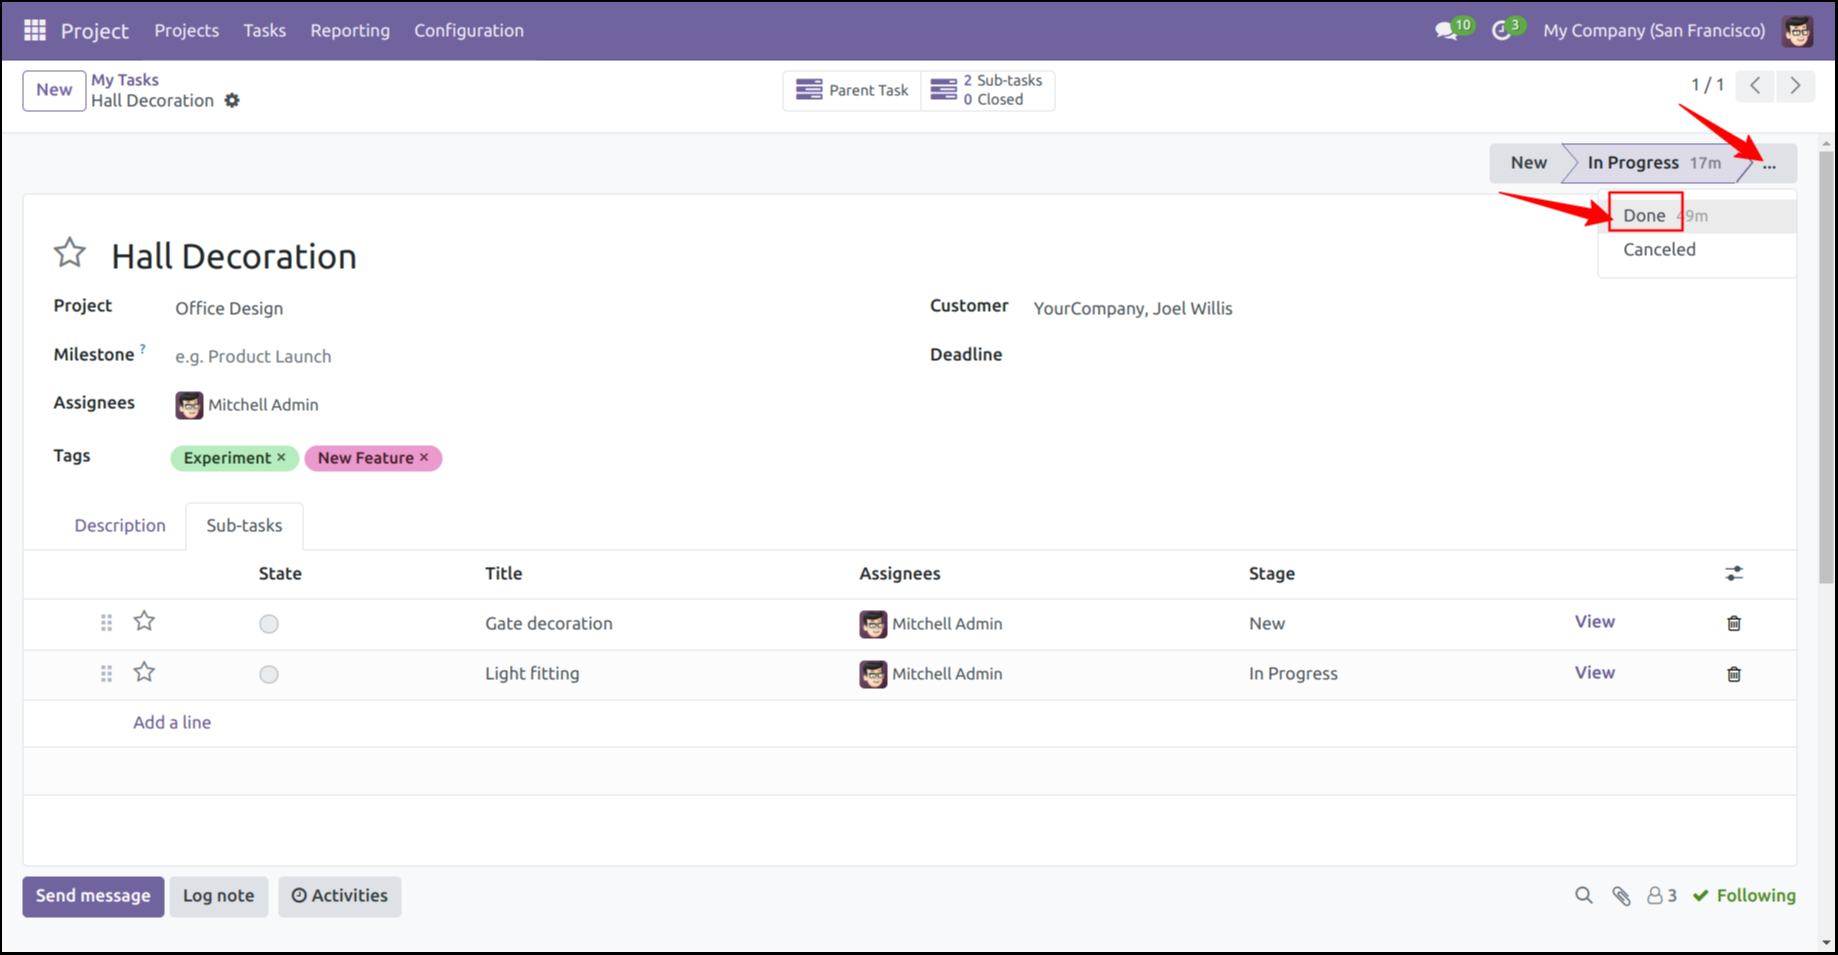 Project Projects Tasks Reporting Configuration 10 3 My Company (San Francisco)
New My Tasks
Hall Decoration
Parent Task
2 Sub-tasks
0 Closed
1 / 1
New In Progress 17m ...
Done 49m
Canceled
Hall Decoration
Project Office Design
Customer YourCompany, Joel Willis
Milestone ? e.g. Product Launch
Deadline
Assignees Mitchell Admin
Tags Experiment × New Feature ×
Description Sub-tasks
State Title Assignees Stage
Gate decoration Mitchell Admin New View
Light fitting Mitchell Admin In Progress View
Add a line
Send message Log note Activities 3 Following